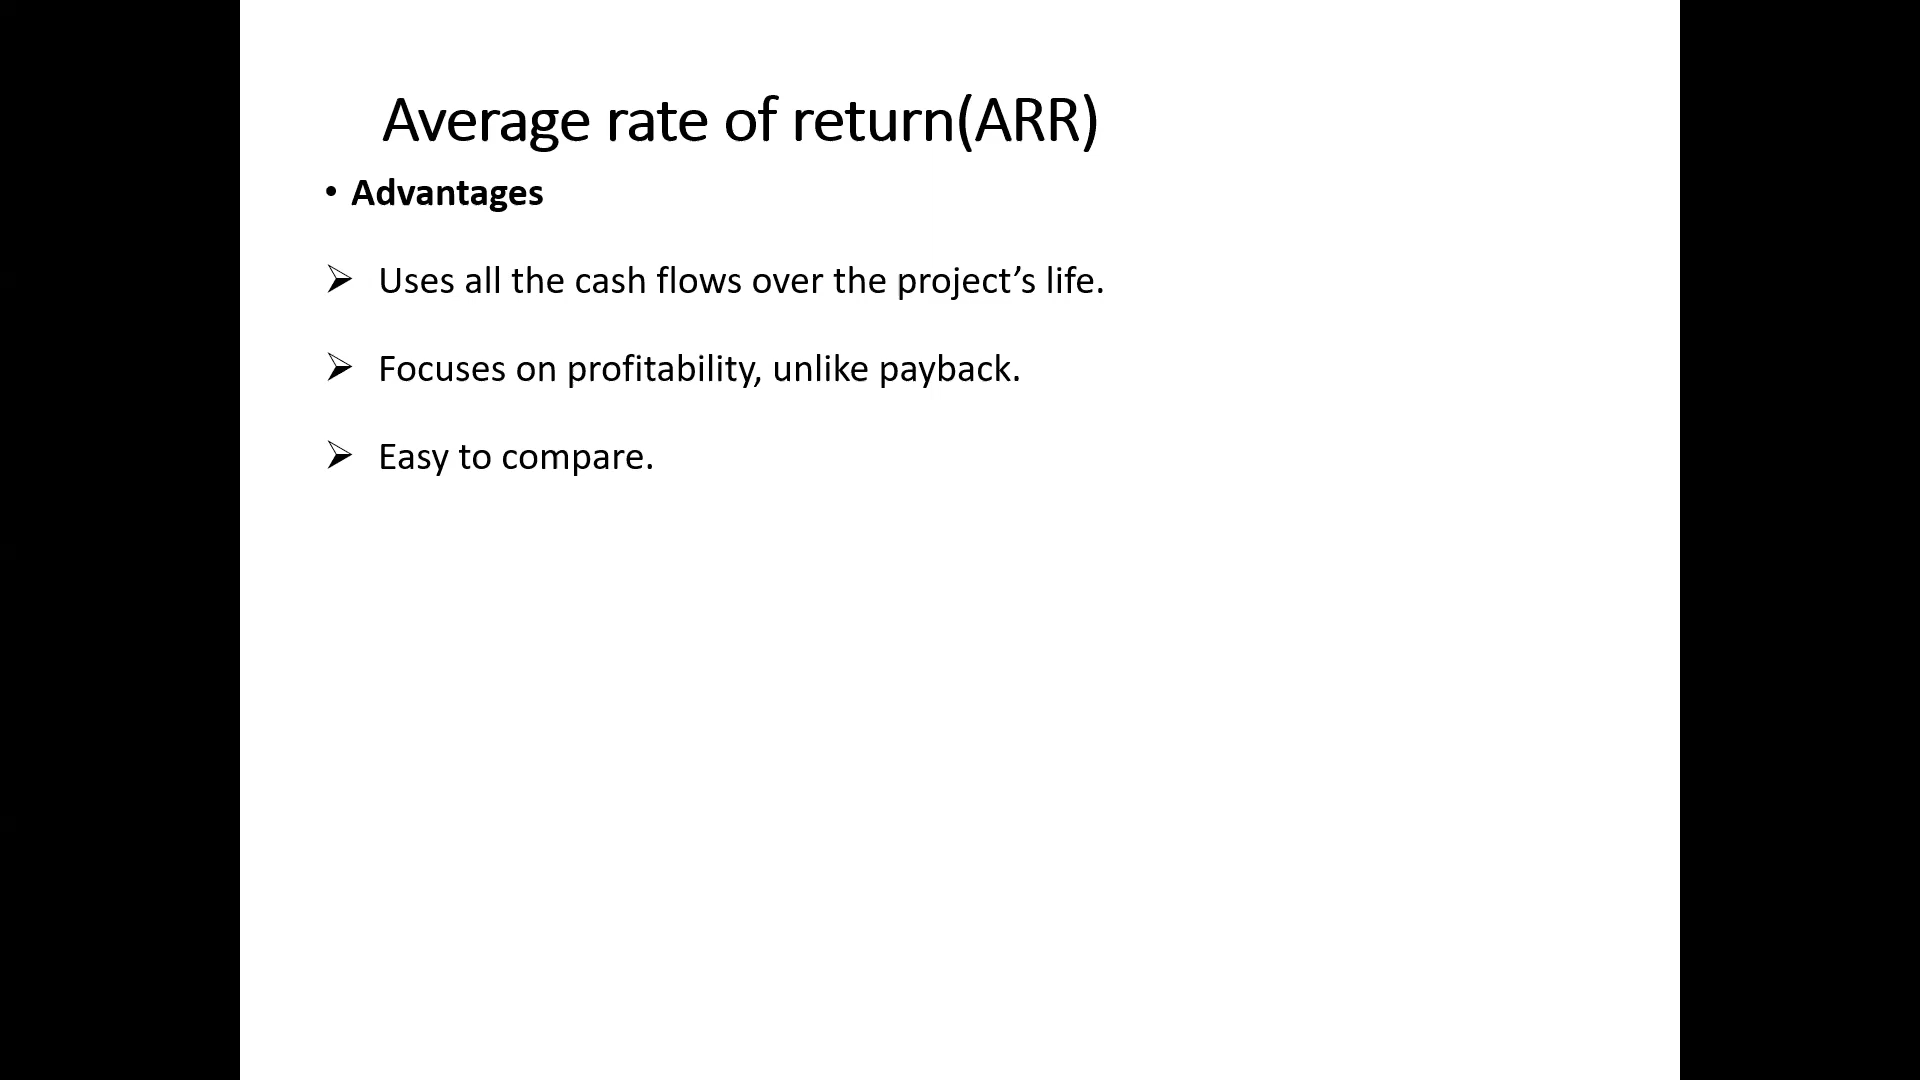 Average rate of return(ARR)
• Advantages
➢ Uses all the cash flows over the project’s life.
➢ Focuses on profitability, unlike payback.
➢ Easy to compare.